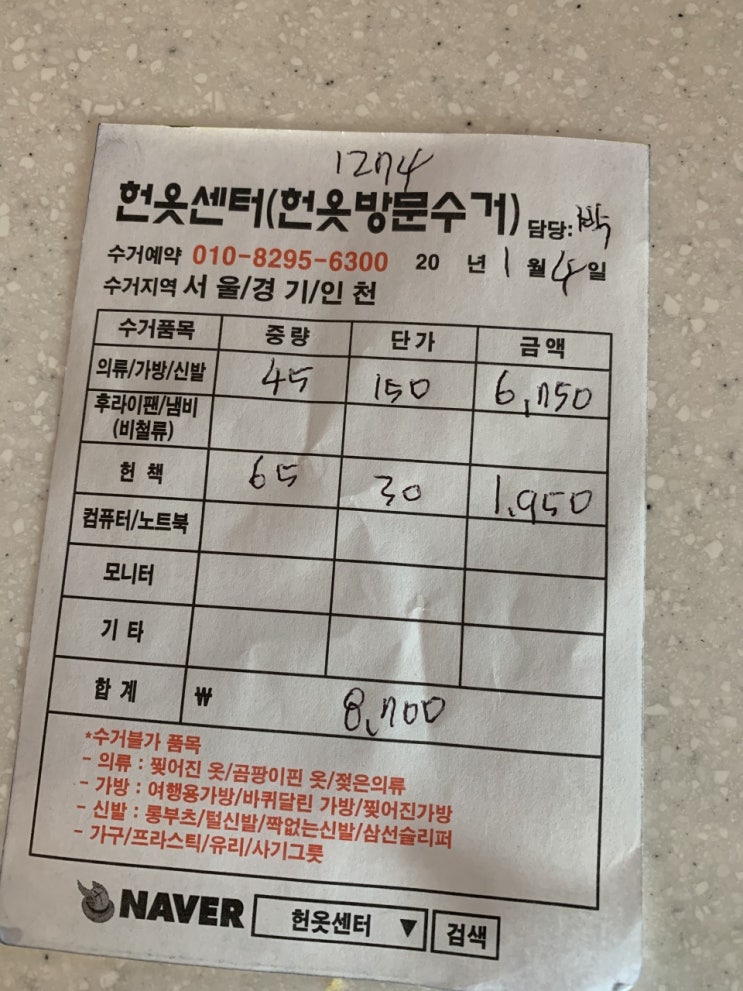 1274
헌옷센터(헌옷방문수거) 담당: 박
수거예약 010-8295-6300 20 년 1 월 4 일
수거지역 서 울/경 기/인 천
수거품목 중량 단가 금액
의류/가방/신발 45 150 6,750
후라이팬/냄비
(비철류)
헌 책 65 30 1,950
컴퓨터/노트북
모니터
기 타
합 계 ₩ 8,700
*수거불가 품목
- 의류 : 찢어진 옷/곰팡이핀 옷/젖은의류
- 가방 : 여행용가방/바퀴달린 가방/찢어진가방
- 신발 : 롱부츠/털신발/짝없는신발/삼선슬리퍼
- 가구/프라스틱/유리/사기그릇
NAVER 헌옷센터 ▼ 검색